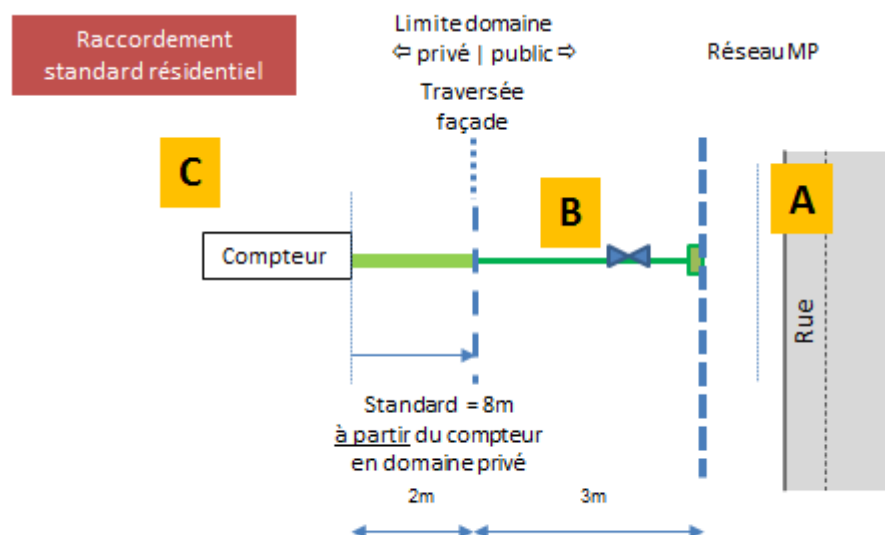 Raccordement
standard résidentiel
Limite domaine
⇦ privé | public ⇨
Réseau MP
Traversée
façade
C
B
A
Compteur
Rue
Standard = 8m
à partir du compteur
en domaine privé
2m
3m